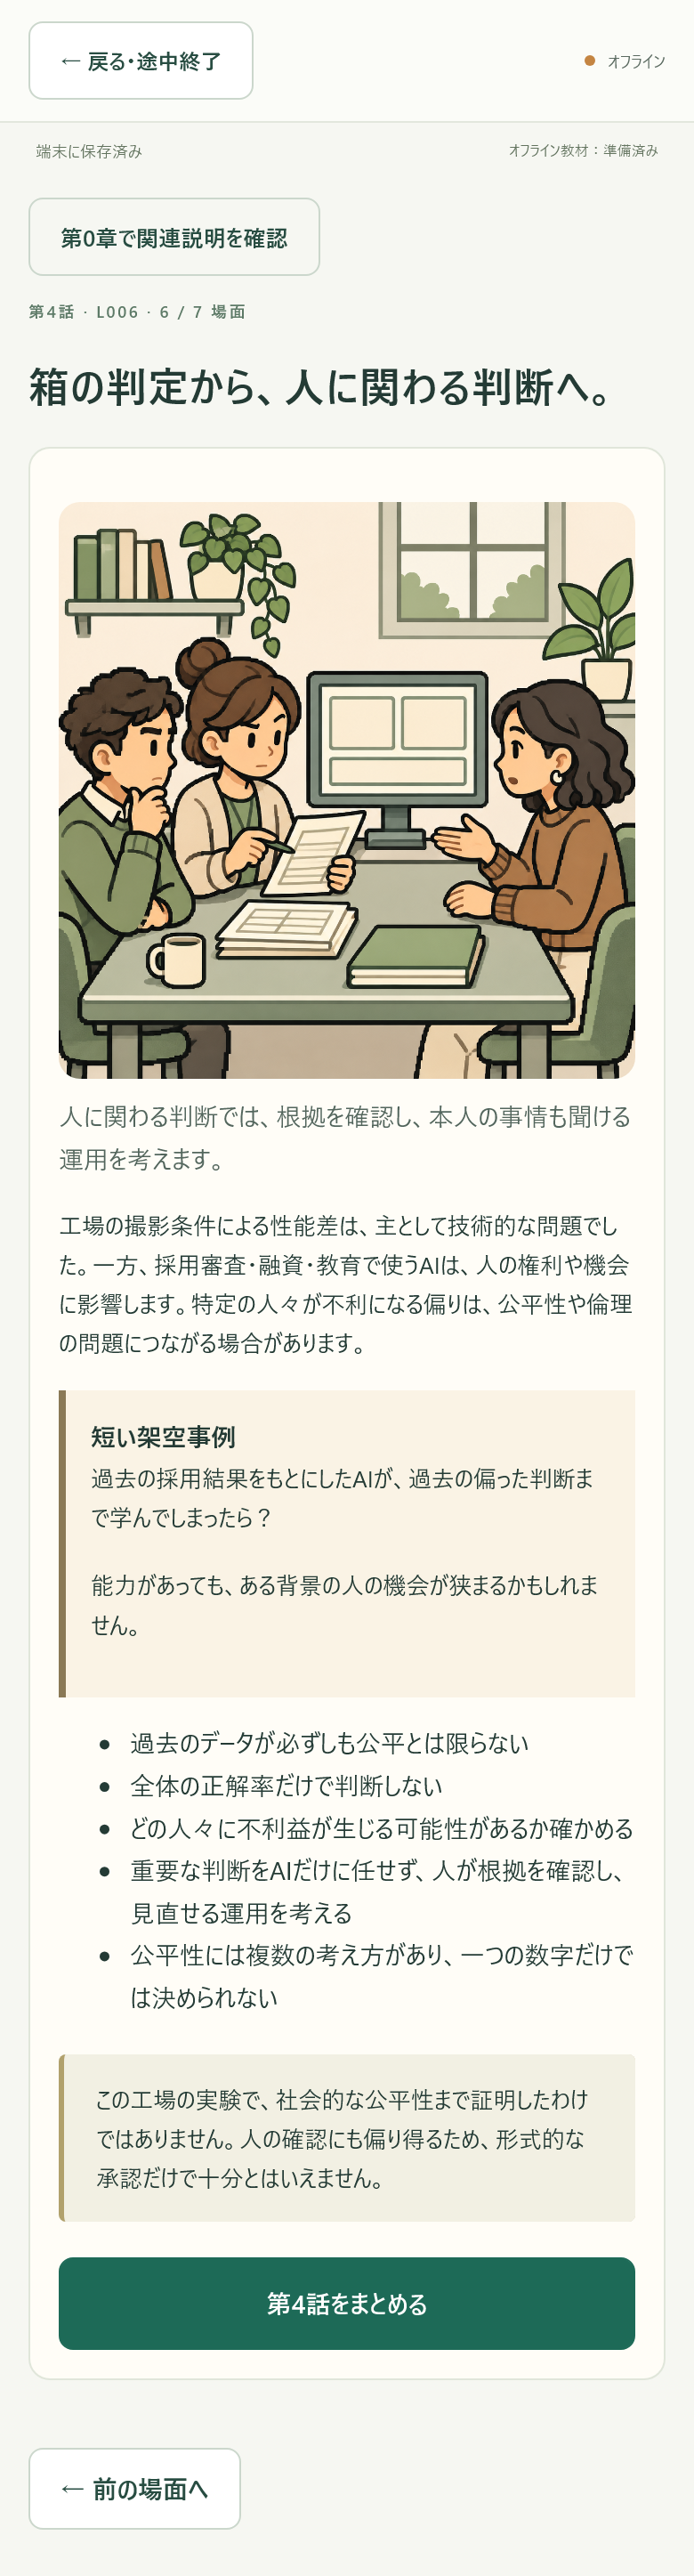 ← 戻る・途中終了
オフライン
端末に保存済み
オフライン教材：準備済み
第0章で関連説明を確認
第4話 · L006 · 6 / 7 場面
箱の判定から、人に関わる判断へ。
人に関わる判断では、根拠を確認し、本人の事情も聞ける
運用を考えます。
工場の撮影条件による性能差は、主として技術的な問題でし
た。一方、採用審査・融資・教育で使うAIは、人の権利や機会
に影響します。特定の人々が不利になる偏りは、公平性や倫理
の問題につながる場合があります。
短い架空事例
過去の採用結果をもとにしたAIが、過去の偏った判断ま
で学んでしまったら？
能力があっても、ある背景の人の機会が狭まるかもしれま
せん。
● 過去のデータが必ずしも公平とは限らない
● 全体の正解率だけで判断しない
● どの人々に不利益が生じる可能性があるか確かめる
● 重要な判断をAIだけに任せず、人が根拠を確認し、
見直せる運用を考える
● 公平性には複数の考え方があり、一つの数字だけで
は決められない
この工場の実験で、社会的な公平性まで証明したわけ
ではありません。人の確認にも偏り得るため、形式的な
承認だけで十分とはいえません。
第4話をまとめる
← 前の場面へ